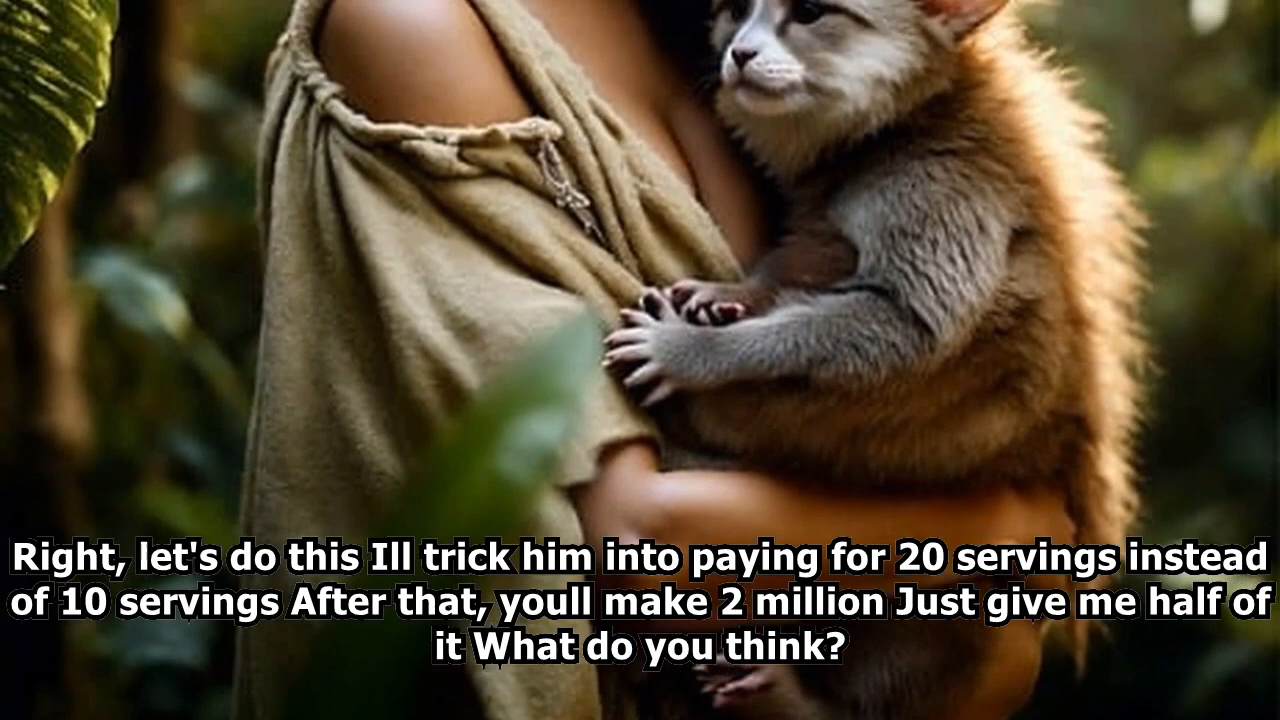 Right, let's do this Ill trick him into paying for 20 servings instead
of 10 servings After that, youll make 2 million Just give me half of
it What do you think?